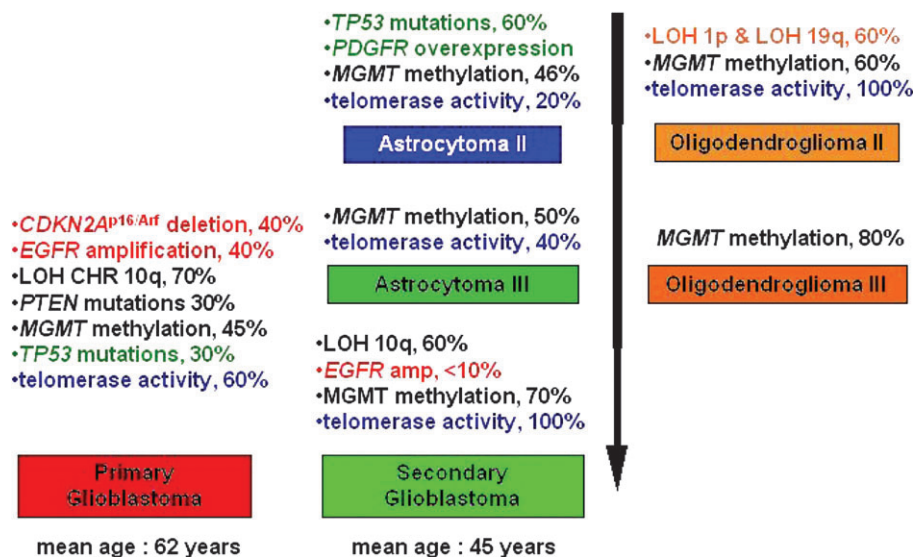 •TP53 mutations, 60%
•PDGFR overexpression
•MGMT methylation, 46%
•telomerase activity, 20%
Astrocytoma II
•LOH 1p & LOH 19q, 60%
•MGMT methylation, 60%
•telomerase activity, 100%
Oligodendroglioma II
•CDKN2Ap16/Arf deletion, 40%
•EGFR amplification, 40%
•LOH CHR 10q, 70%
•PTEN mutations 30%
•MGMT methylation, 45%
•TP53 mutations, 30%
•telomerase activity, 60%
Primary
Glioblastoma
mean age : 62 years
•MGMT methylation, 50%
•telomerase activity, 40%
Astrocytoma III
•LOH 10q, 60%
•EGFR amp, <10%
•MGMT methylation, 70%
•telomerase activity, 100%
Secondary
Glioblastoma
mean age : 45 years
MGMT methylation, 80%
Oligodendroglioma III